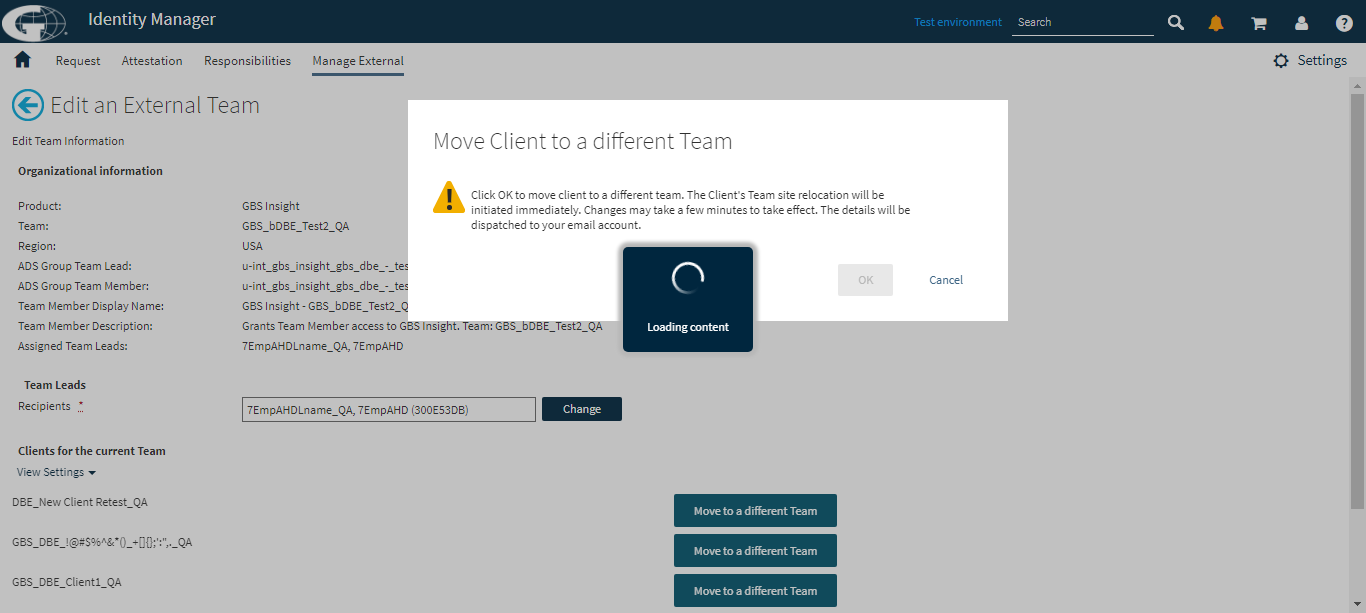 Identity Manager
Test environment
Search
Request
Attestation
Responsibilities
Manage External
Settings
Edit an External Team
Edit Team Information
Organizational information
Product: GBS Insight
Team: GBS_bDBE_Test2_QA
Region: USA
ADS Group Team Lead: u-int_gbs_insight_gbs_dbe_-_tes
ADS Group Team Member: u-int_gbs_insight_gbs_dbe_-_tes
Team Member Display Name: GBS Insight - GBS_bDBE_Test2_Q
Team Member Description: Grants Team Member access to GBS Insight. Team: GBS_bDBE_Test2_QA
Assigned Team Leads: 7EmpAHDLname_QA, 7EmpAHD
Move Client to a different Team
Click OK to move client to a different team. The Client's Team site relocation will be
initiated immediately. Changes may take a few minutes to take effect. The details will be
dispatched to your email account.
OK
Cancel
Loading content
Team Leads
Recipients * 7EmpAHDLname_QA, 7EmpAHD (300E53DB) Change
Clients for the current Team
View Settings
DBE_New Client Retest_QA Move to a different Team
GBS_DBE_!@#$%^&*()_+[]{};':",._QA Move to a different Team
GBS_DBE_Client1_QA Move to a different Team